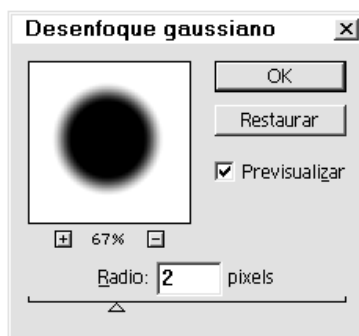 Desenfoque gaussiano
OK
Restaurar
Previsualizar
67%
Radio: 2 pixels